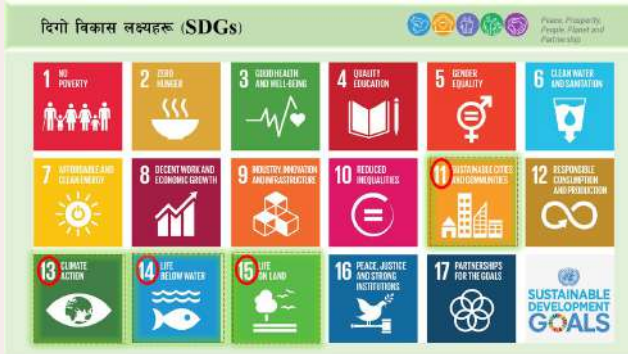 दिगो विकास लक्ष्यहरू (SDGs)
Peace, Prosperity,
People, Planet and
Partnership
1 NO
POVERTY
2 ZERO
HUNGER
3 GOOD HEALTH
AND WELL-BEING
4 QUALITY
EDUCATION
5 GENDER
EQUALITY
6 CLEAN WATER
AND SANITATION
7 AFFORDABLE AND
CLEAN ENERGY
8 DECENT WORK AND
ECONOMIC GROWTH
9 INDUSTRY, INNOVATION
AND INFRASTRUCTURE
10 REDUCED
INEQUALITIES
11 SUSTAINABLE CITIES
AND COMMUNITIES
12 RESPONSIBLE
CONSUMPTION
AND PRODUCTION
13 CLIMATE
ACTION
14 LIFE
BELOW WATER
15 LIFE
ON LAND
16 PEACE, JUSTICE
AND STRONG
INSTITUTIONS
17 PARTNERSHIPS
FOR THE GOALS
SUSTAINABLE
DEVELOPMENT
GOALS